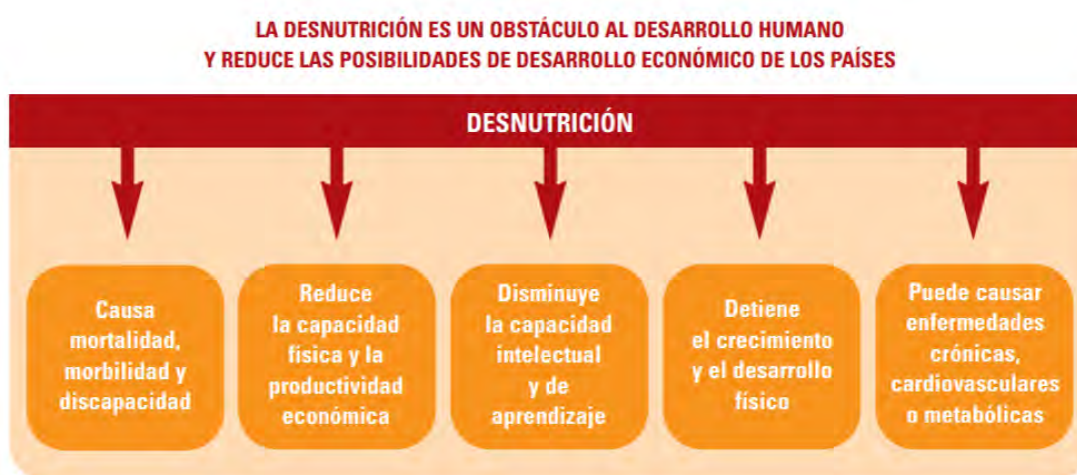 LA DESNUTRICIÓN ES UN OBSTÁCULO AL DESARROLLO HUMANO
Y REDUCE LAS POSIBILIDADES DE DESARROLLO ECONÓMICO DE LOS PAÍSES
DESNUTRICIÓN
Causa
mortalidad,
morbilidad y
discapacidad
Reduce
la capacidad
física y la
productividad
económica
Disminuye
la capacidad
intelectual
y de
aprendizaje
Detiene
el crecimiento
y el desarrollo
físico
Puede causar
enfermedades
crónicas,
cardiovasculares
o metabólicas